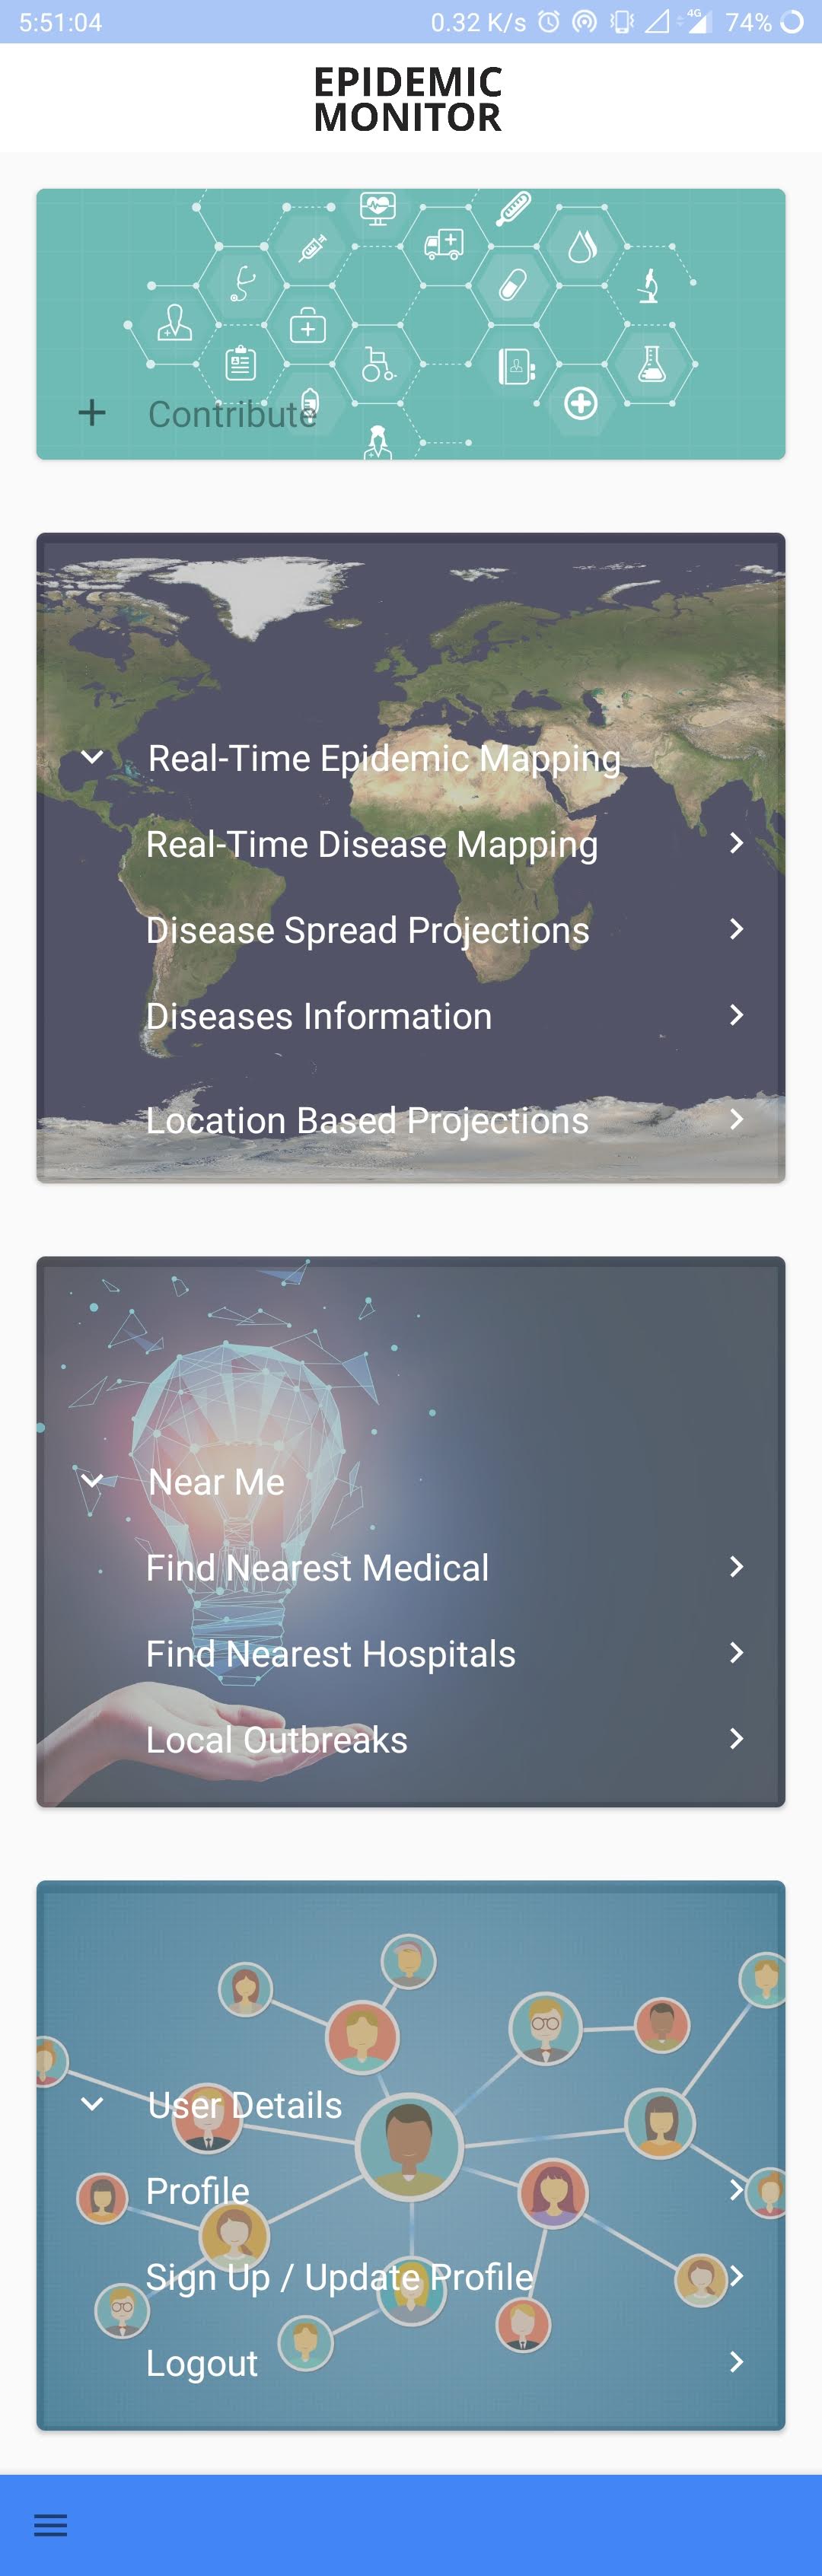 5:51:04 0.32 K/s 4G 74%
EPIDEMIC
MONITOR
Contribute
Real-Time Epidemic Mapping
Real-Time Disease Mapping
Disease Spread Projections
Diseases Information
Location Based Projections
Near Me
Find Nearest Medical
Find Nearest Hospitals
Local Outbreaks
User Details
Profile
Sign Up / Update Profile
Logout